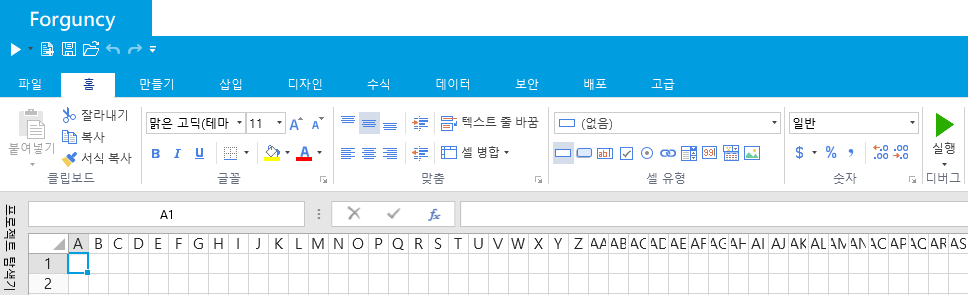 Forguncy
파일 홈 만들기 삽입 디자인 수식 데이터 보안 배포 고급
붙여넣기
잘라내기
복사
서식 복사
클립보드
맑은 고딕(테마 11 A A
B I U A
글꼴
텍스트 줄 바꿈
셀 병합
맞춤
(없음)
ab| 99|
셀 유형
일반
$ % , .00 .00
숫자
실행
디버그
프로젝트 탐색기
A1 fx
A B C D E F G H I J K L M N O P Q R S T U V W X Y Z AA AB AC AD AE AF AG AH AI AJ AK AL AM AN AO AP AC AR AS
1
2